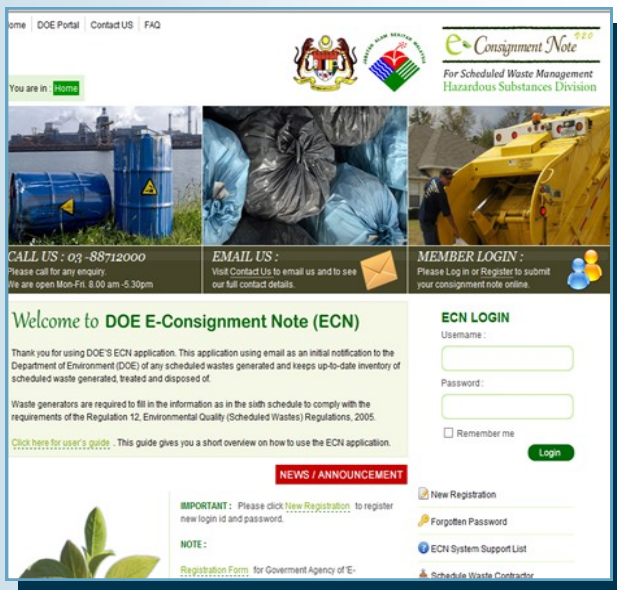 ome DOE Portal Contact US FAQ
JABATAN ALAM SEKITAR MALAYSIA
e-Consignment Note
For Scheduled Waste Management
Hazardous Substances Division
You are in : Home
CALL US : 03 -88712000
Please call for any enquiry.
We are open Mon-Fri. 8.00 am -5.30pm
EMAIL US :
Visit Contact Us to email us and to see
our full contact details.
MEMBER LOGIN :
Please Log in or Register to submit
your consignment note online.
Welcome to DOE E-Consignment Note (ECN)
Thank you for using DOE'S ECN application. This application using email as an initial notification to the
Department of Environment (DOE) of any scheduled wastes generated and keeps up-to-date inventory of
scheduled waste generated, treated and disposed of.
Waste generators are required to fill in the information as in the sixth schedule to comply with the
requirements of the Regulation 12, Environmental Quality (Scheduled Wastes) Regulations, 2005.
Click here for user's guide . This guide gives you a short overview on how to use the ECN applicatiion.
ECN LOGIN
Username :
Password :
Remember me
Login
NEWS / ANNOUNCEMENT
IMPORTANT : Please click New Registration to register
new login id and password.
NOTE :
Registration Form for Goverment Agency of 'E-
New Registration
Forgotten Password
ECN System Support List
Schedule Waste Contractor